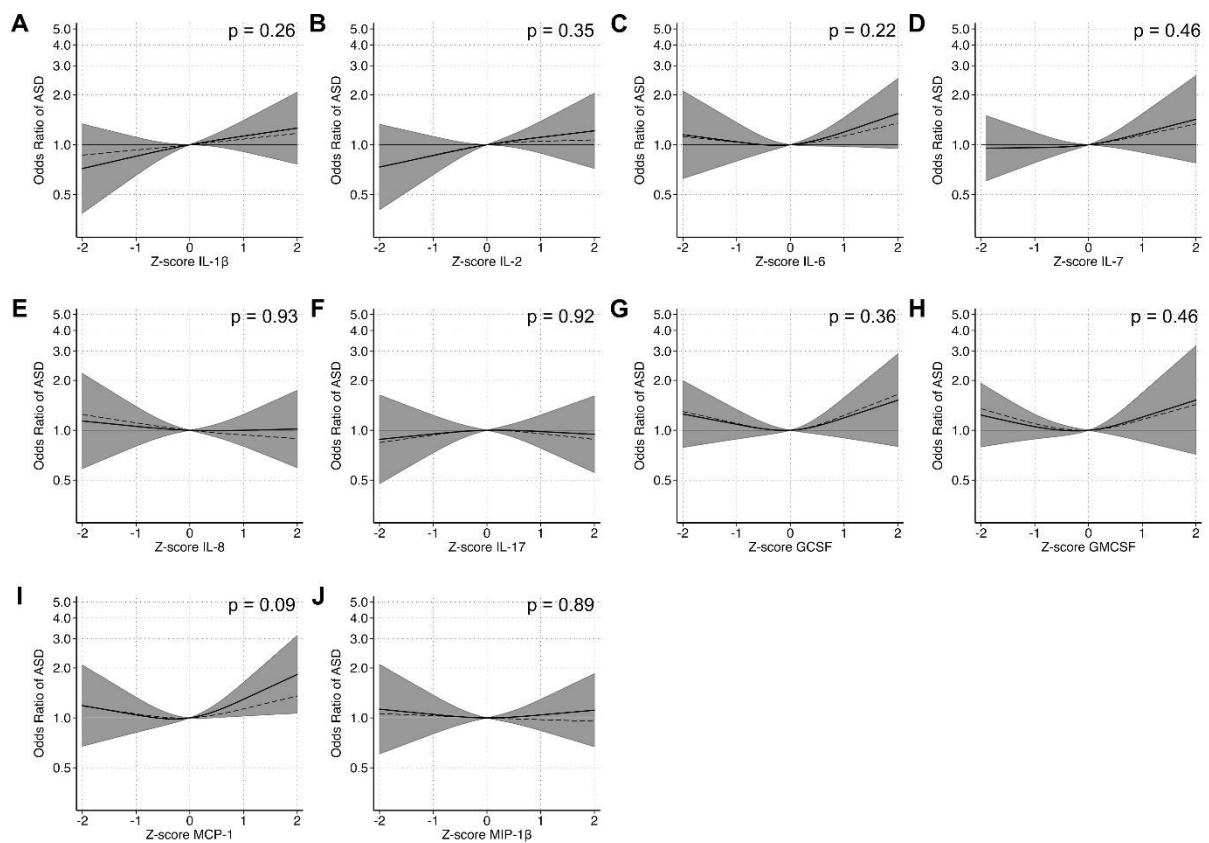 A
p = 0.26
5.0
4.0
3.0
2.0
1.0
0.5
Odds Ratio of ASD
-2 -1 0 1 2
Z-score IL-1β
B
p = 0.35
5.0
4.0
3.0
2.0
1.0
0.5
Odds Ratio of ASD
-2 -1 0 1 2
Z-score IL-2
C
p = 0.22
5.0
4.0
3.0
2.0
1.0
0.5
Odds Ratio of ASD
-2 -1 0 1 2
Z-score IL-6
D
p = 0.46
5.0
4.0
3.0
2.0
1.0
0.5
Odds Ratio of ASD
-2 -1 0 1 2
Z-score IL-7
E
p = 0.93
5.0
4.0
3.0
2.0
1.0
0.5
Odds Ratio of ASD
-2 -1 0 1 2
Z-score IL-8
F
p = 0.92
5.0
4.0
3.0
2.0
1.0
0.5
Odds Ratio of ASD
-2 -1 0 1 2
Z-score IL-17
G
p = 0.36
5.0
4.0
3.0
2.0
1.0
0.5
Odds Ratio of ASD
-2 -1 0 1 2
Z-score GCSF
H
p = 0.46
5.0
4.0
3.0
2.0
1.0
0.5
Odds Ratio of ASD
-2 -1 0 1 2
Z-score GMCSF
I
p = 0.09
5.0
4.0
3.0
2.0
1.0
0.5
Odds Ratio of ASD
-2 -1 0 1 2
Z-score MCP-1
J
p = 0.89
5.0
4.0
3.0
2.0
1.0
0.5
Odds Ratio of ASD
-2 -1 0 1 2
Z-score MIP-1β